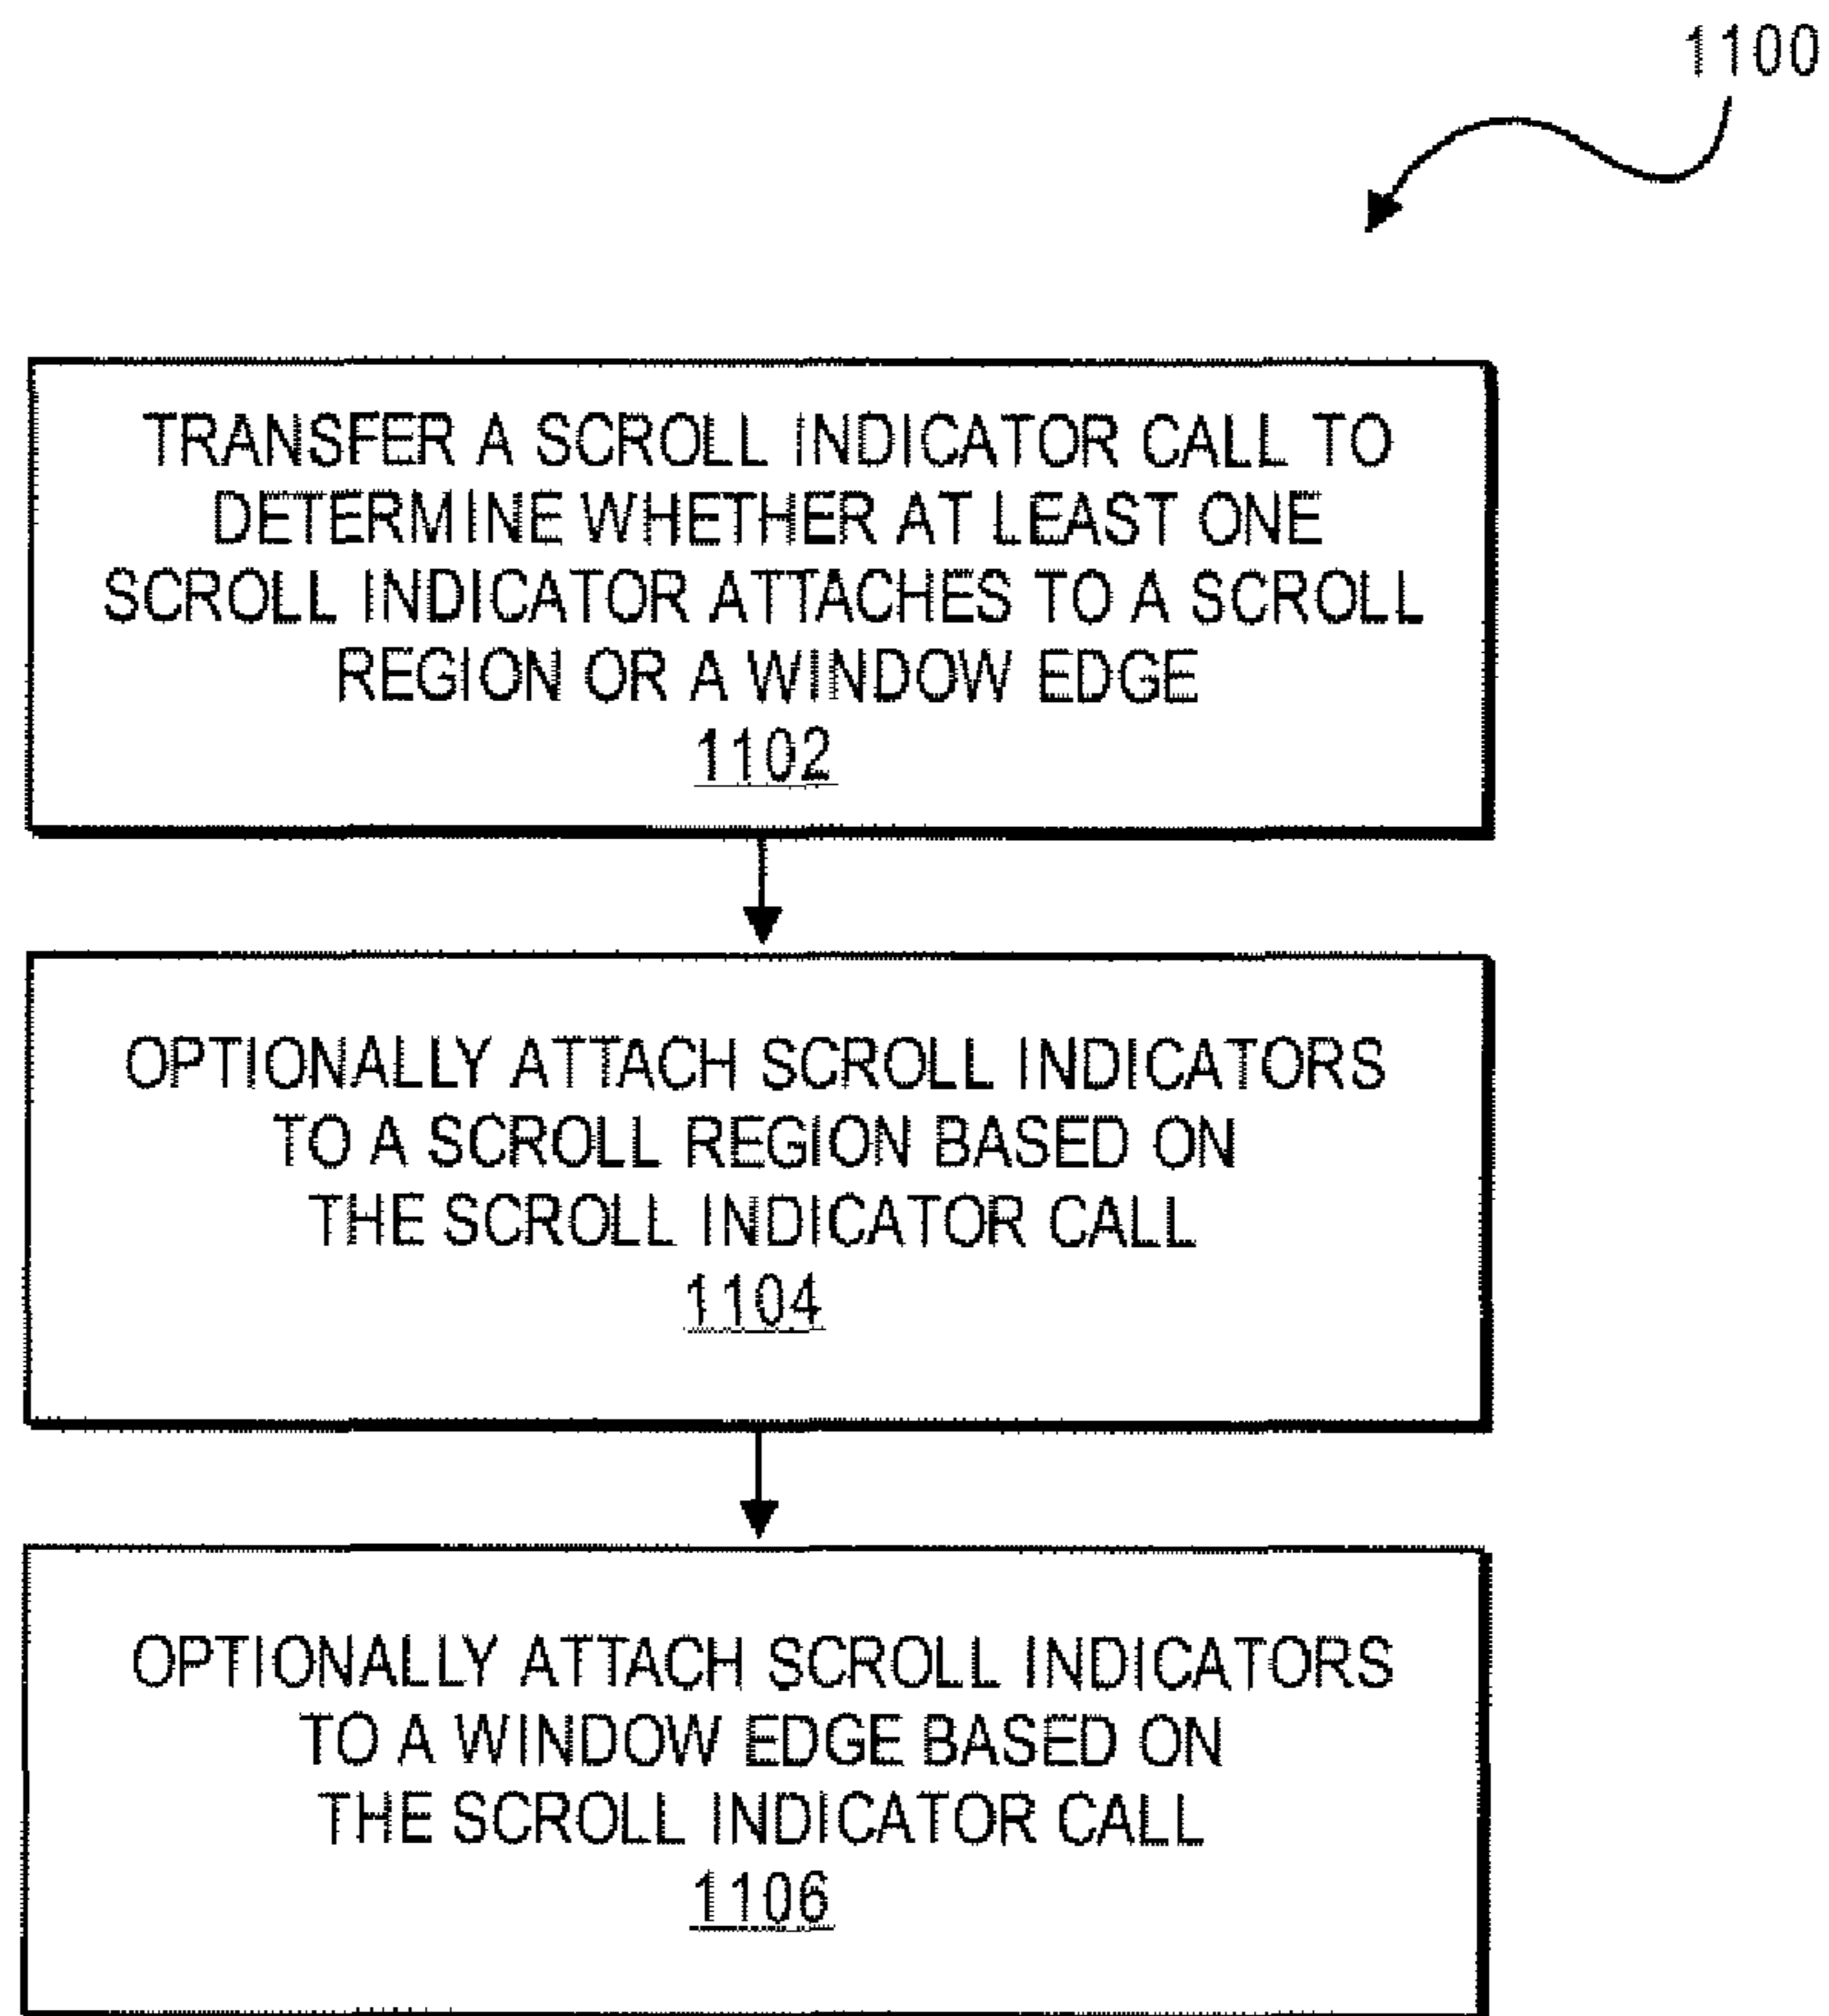 1100
TRANSFER A SCROLL INDICATOR CALL TO
DETERMINE WHETHER AT LEAST ONE
SCROLL INDICATOR ATTACHES TO A SCROLL
REGION OR A WINDOW EDGE
1102
OPTIONALLY ATTACH SCROLL INDICATORS
TO A SCROLL REGION BASED ON
THE SCROLL INDICATOR CALL
1104
OPTIONALLY ATTACH SCROLL INDICATORS
TO A WINDOW EDGE BASED ON
THE SCROLL INDICATOR CALL
1106